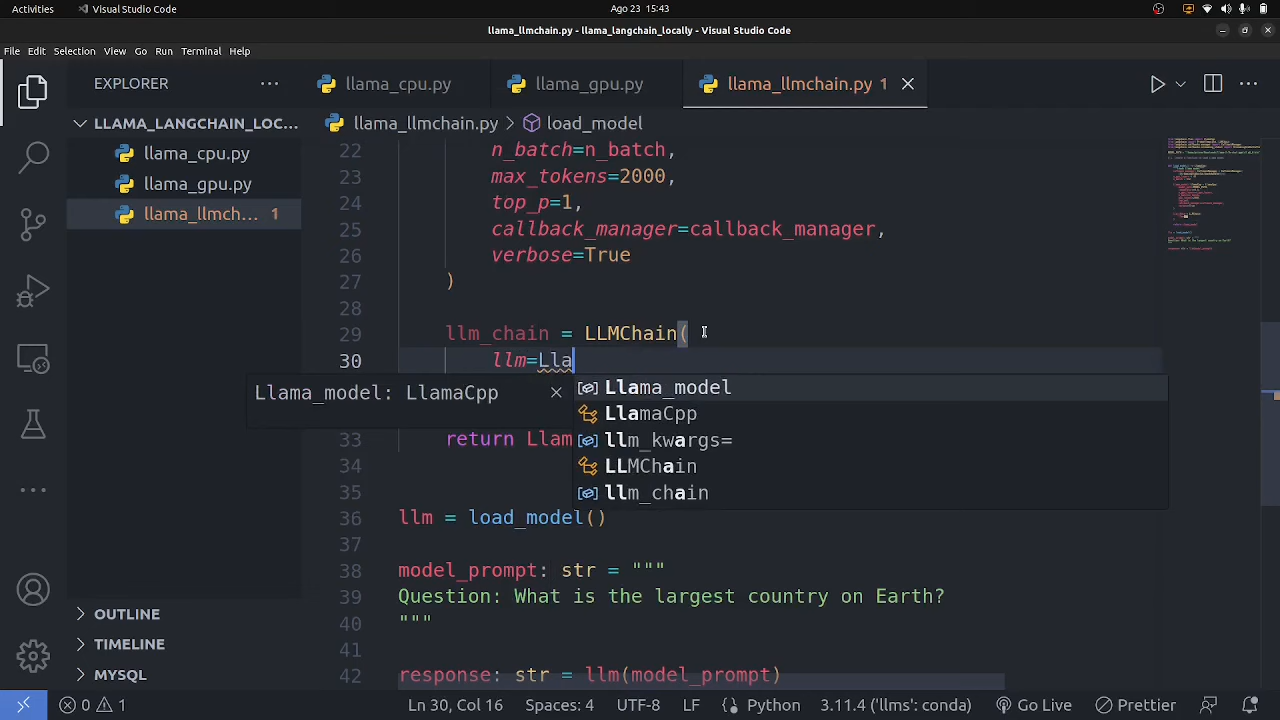 Activities
Visual Studio Code
Ago 23 15:43
llama_llmchain.py - llama_langchain_locally - Visual Studio Code
File Edit Selection View Go Run Terminal Help
EXPLORER
LLAMA_LANGCHAIN_LOC...
llama_cpu.py
llama_gpu.py
llama_llmch... 1
OUTLINE
TIMELINE
MYSQL
llama_cpu.py
llama_gpu.py
llama_llmchain.py 1
llama_llmchain.py > load_model
22 n_batch=n_batch,
23 max_tokens=2000,
24 top_p=1,
25 callback_manager=callback_manager,
26 verbose=True
27 )
28
29 llm_chain = LLMChain(
30 llm=Lla
Llama_model: LlamaCpp
Llama_model
LlamaCpp
llm_kwargs=
LLMChain
llm_chain
33 return Llam
34
35
36 llm = load_model()
37
38 model_prompt: str = """
39 Question: What is the largest country on Earth?
40 """
41
42 response: str = llm(model_prompt)
0 1
Ln 30, Col 16
Spaces: 4
UTF-8
LF
Python
3.11.4 ('llms': conda)
Go Live
Prettier